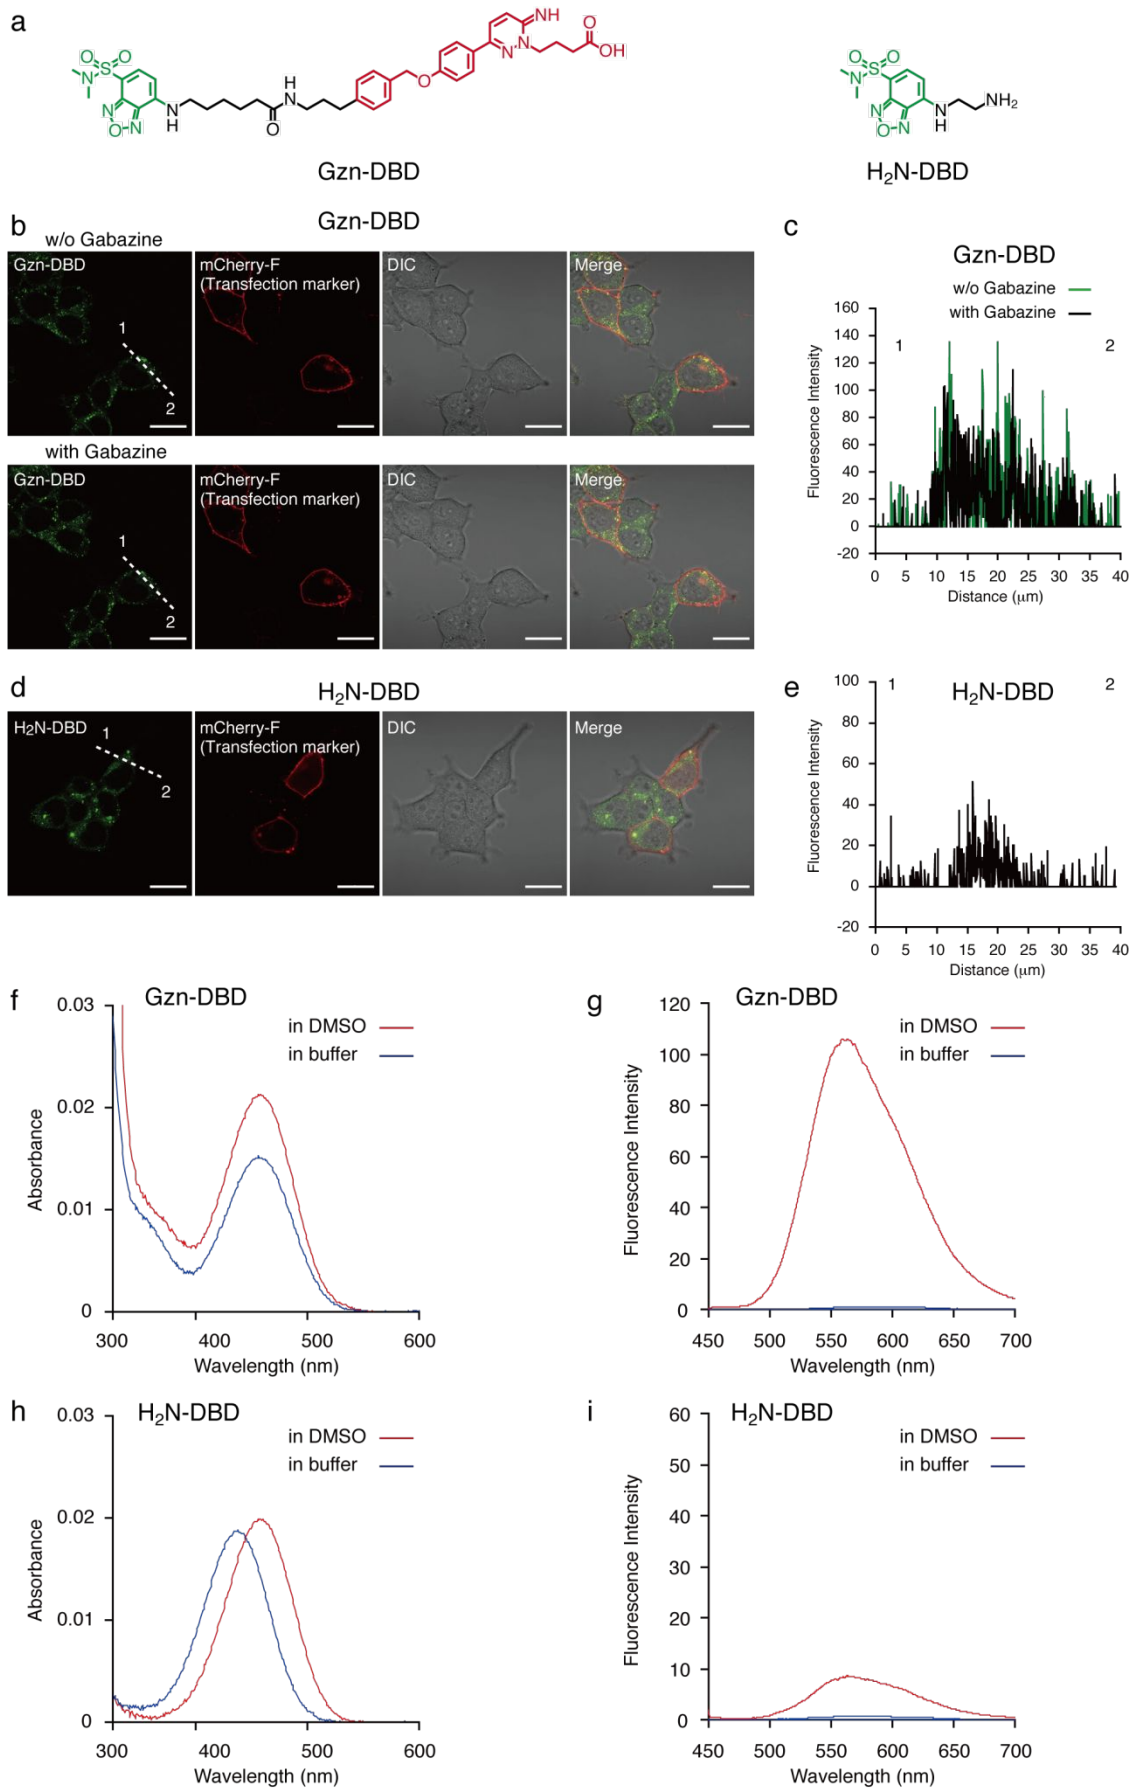 a
O O
S
N
N
O
N
N
H
O
H
N
O
N
N
NH
O
OH
Gzn-DBD
O O
S
N
N
O
N
N
H
NH2
H2N-DBD
b
Gzn-DBD
w/o Gabazine
Gzn-DBD
1
2
mCherry-F
(Transfection marker)
DIC
Merge
with Gabazine
Gzn-DBD
1
2
mCherry-F
(Transfection marker)
DIC
Merge
c
Gzn-DBD
w/o Gabazine
with Gabazine
1
2
Fluorescence Intensity
160
140
120
100
80
60
40
20
0
-20
0 5 10 15 20 25 30 35 40
Distance (μm)
d
H2N-DBD
H2N-DBD
1
2
mCherry-F
(Transfection marker)
DIC
Merge
e
H2N-DBD
1
2
Fluorescence Intensity
100
80
60
40
20
0
-20
0 5 10 15 20 25 30 35 40
Distance (μm)
f
Gzn-DBD
in DMSO
in buffer
Absorbance
0.03
0.02
0.01
0
300 400 500 600
Wavelength (nm)
g
Gzn-DBD
in DMSO
in buffer
Fluorescence Intensity
120
100
80
60
40
20
0
450 500 550 600 650 700
Wavelength (nm)
h
H2N-DBD
in DMSO
in buffer
Absorbance
0.03
0.02
0.01
0
300 400 500 600
Wavelength (nm)
i
H2N-DBD
in DMSO
in buffer
Fluorescence Intensity
60
50
40
30
20
10
0
450 500 550 600 650 700
Wavelength (nm)